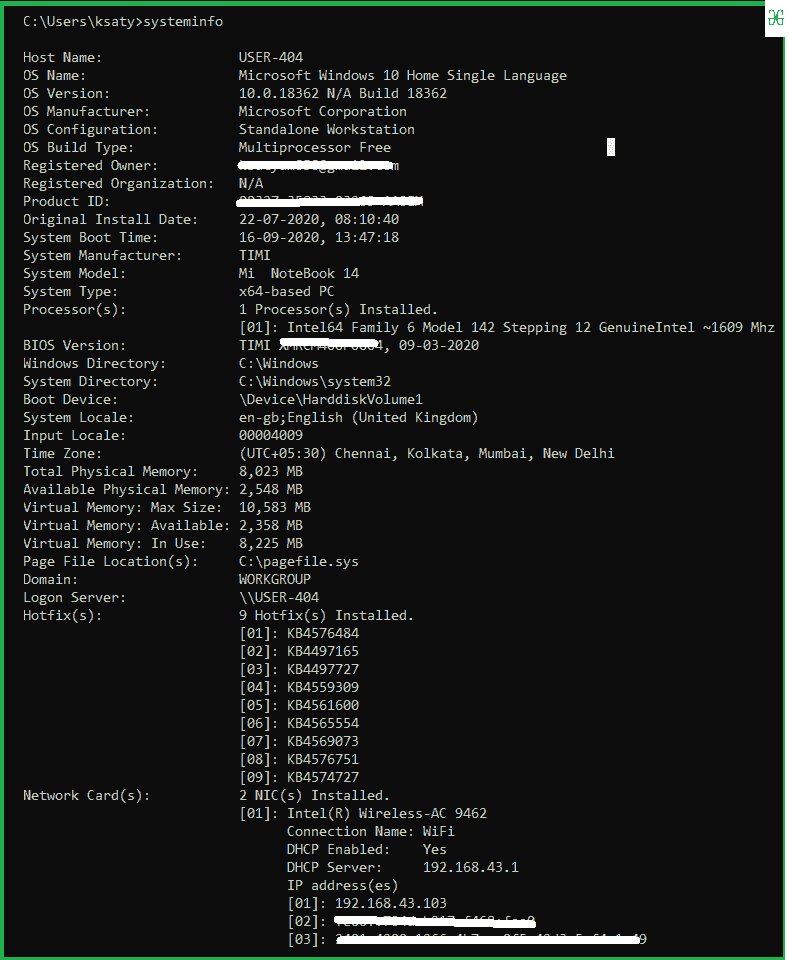 C:\Users\ksaty>systeminfo
Host Name: USER-404
OS Name: Microsoft Windows 10 Home Single Language
OS Version: 10.0.18362 N/A Build 18362
OS Manufacturer: Microsoft Corporation
OS Configuration: Standalone Workstation
OS Build Type: Multiprocessor Free
Registered Owner:
Registered Organization: N/A
Product ID:
Original Install Date: 22-07-2020, 08:10:40
System Boot Time: 16-09-2020, 13:47:18
System Manufacturer: TIMI
System Model: Mi NoteBook 14
System Type: x64-based PC
Processor(s): 1 Processor(s) Installed.
[01]: Intel64 Family 6 Model 142 Stepping 12 GenuineIntel ~1609 Mhz
BIOS Version: TIMI , 09-03-2020
Windows Directory: C:\Windows
System Directory: C:\Windows\system32
Boot Device: \Device\HarddiskVolume1
System Locale: en-gb;English (United Kingdom)
Input Locale: 00004009
Time Zone: (UTC+05:30) Chennai, Kolkata, Mumbai, New Delhi
Total Physical Memory: 8,023 MB
Available Physical Memory: 2,548 MB
Virtual Memory: Max Size: 10,583 MB
Virtual Memory: Available: 2,358 MB
Virtual Memory: In Use: 8,225 MB
Page File Location(s): C:\pagefile.sys
Domain: WORKGROUP
Logon Server: \\USER-404
Hotfix(s): 9 Hotfix(s) Installed.
[01]: KB4576484
[02]: KB4497165
[03]: KB4497727
[04]: KB4559309
[05]: KB4561600
[06]: KB4565554
[07]: KB4569073
[08]: KB4576751
[09]: KB4574727
Network Card(s): 2 NIC(s) Installed.
[01]: Intel(R) Wireless-AC 9462
Connection Name: WiFi
DHCP Enabled: Yes
DHCP Server: 192.168.43.1
IP address(es)
[01]: 192.168.43.103
[02]:
[03]: